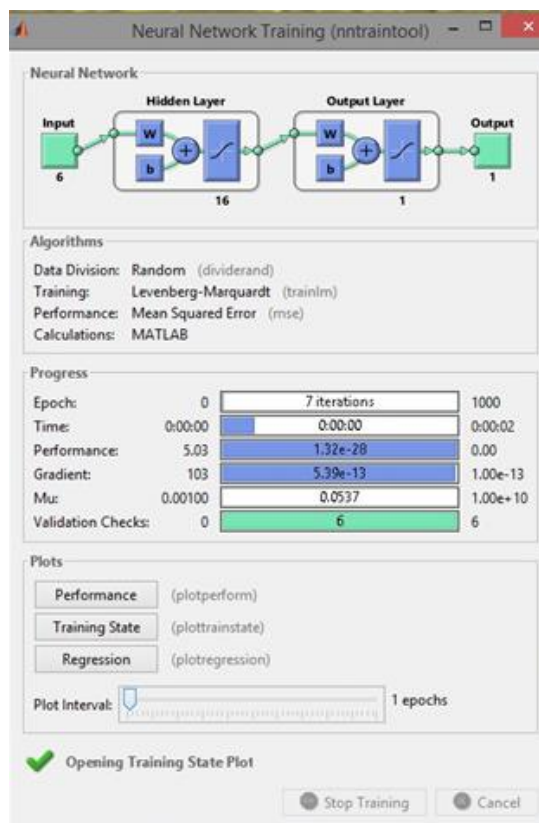 Neural Network Training (nntraintool)
Neural Network
Hidden Layer Output Layer
Input Output
W W
b b
6 16 1 1
Algorithms
Data Division: Random (dividerand)
Training: Levenberg-Marquardt (trainlm)
Performance: Mean Squared Error (mse)
Calculations: MATLAB
Progress
Epoch: 0 7 iterations 1000
Time: 0:00:00 0:00:00 0:00:02
Performance: 5.03 1.32e-28 0.00
Gradient: 103 5.39e-13 1.00e-13
Mu: 0.00100 0.0537 1.00e+10
Validation Checks: 0 6 6
Plots
Performance (plotperform)
Training State (plottrainstate)
Regression (plotregression)
Plot Interval: 1 epochs
Opening Training State Plot
Stop Training Cancel